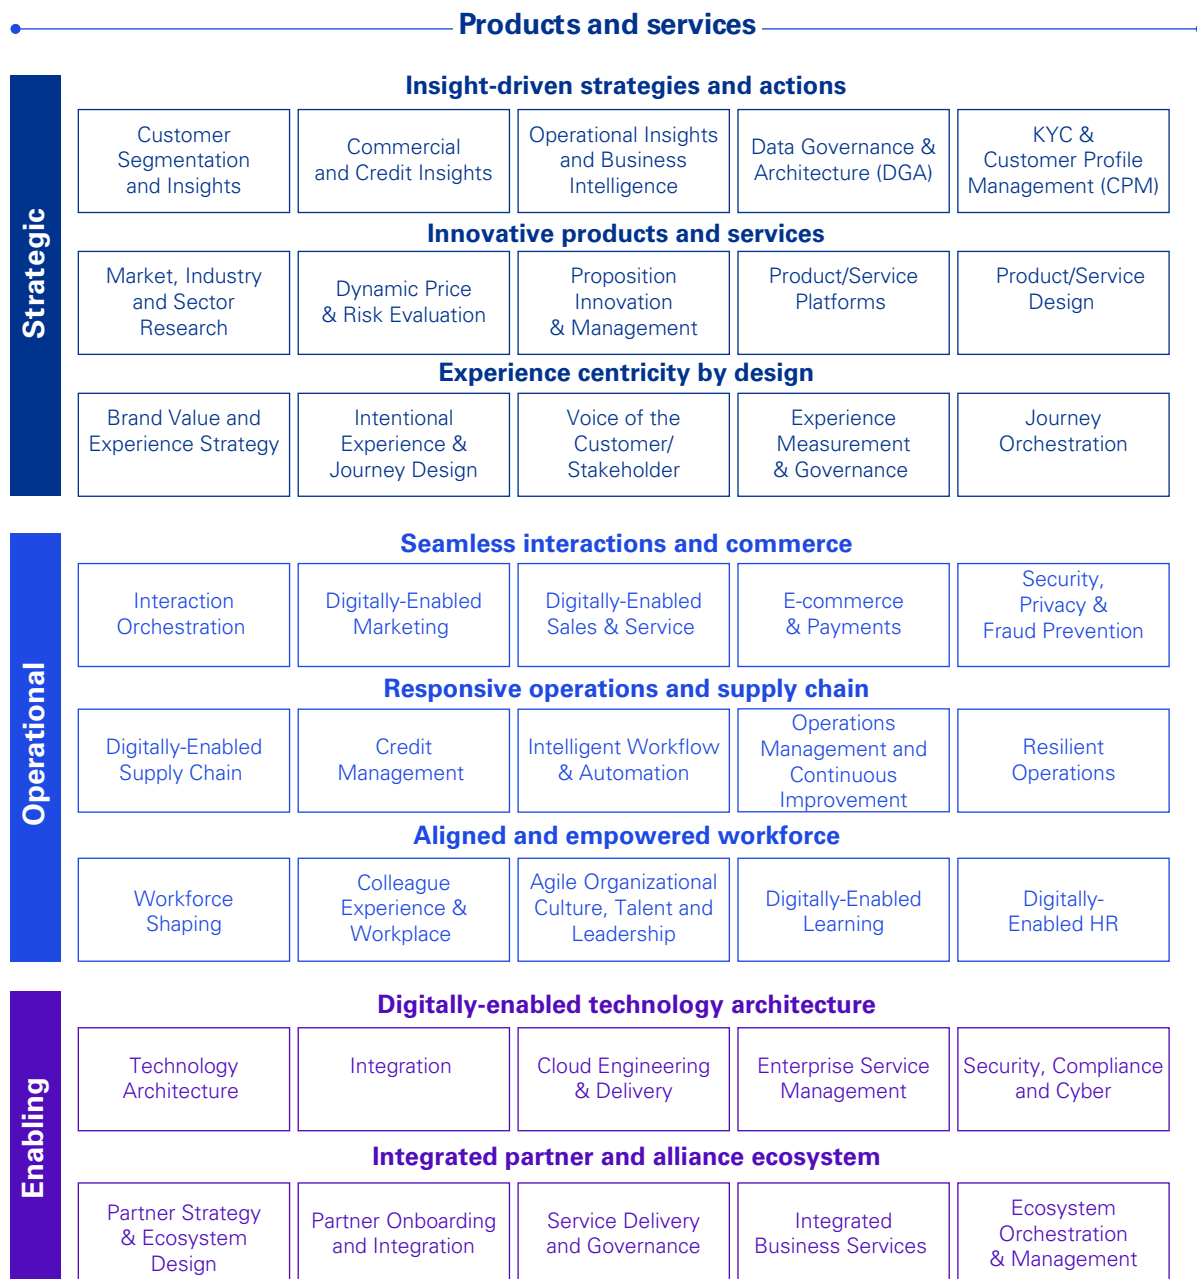 Products and services
Strategic
Insight-driven strategies and actions
Customer
Segmentation
and Insights
Commercial
and Credit Insights
Operational Insights
and Business
Intelligence
Data Governance &
Architecture (DGA)
KYC &
Customer Profile
Management (CPM)
Innovative products and services
Market, Industry
and Sector
Research
Dynamic Price
& Risk Evaluation
Proposition
Innovation
& Management
Product/Service
Platforms
Product/Service
Design
Experience centricity by design
Brand Value and
Experience Strategy
Intentional
Experience &
Journey Design
Voice of the
Customer/
Stakeholder
Experience
Measurement
& Governance
Journey
Orchestration
Operational
Seamless interactions and commerce
Interaction
Orchestration
Digitally-Enabled
Marketing
Digitally-Enabled
Sales & Service
E-commerce
& Payments
Security,
Privacy &
Fraud Prevention
Responsive operations and supply chain
Digitally-Enabled
Supply Chain
Credit
Management
Intelligent Workflow
& Automation
Operations
Management and
Continuous
Improvement
Resilient
Operations
Aligned and empowered workforce
Workforce
Shaping
Colleague
Experience &
Workplace
Agile Organizational
Culture, Talent and
Leadership
Digitally-Enabled
Learning
Digitally-
Enabled HR
Enabling
Digitally-enabled technology architecture
Technology
Architecture
Integration
Cloud Engineering
& Delivery
Enterprise Service
Management
Security, Compliance
and Cyber
Integrated partner and alliance ecosystem
Partner Strategy
& Ecosystem
Design
Partner Onboarding
and Integration
Service Delivery
and Governance
Integrated
Business Services
Ecosystem
Orchestration
& Management